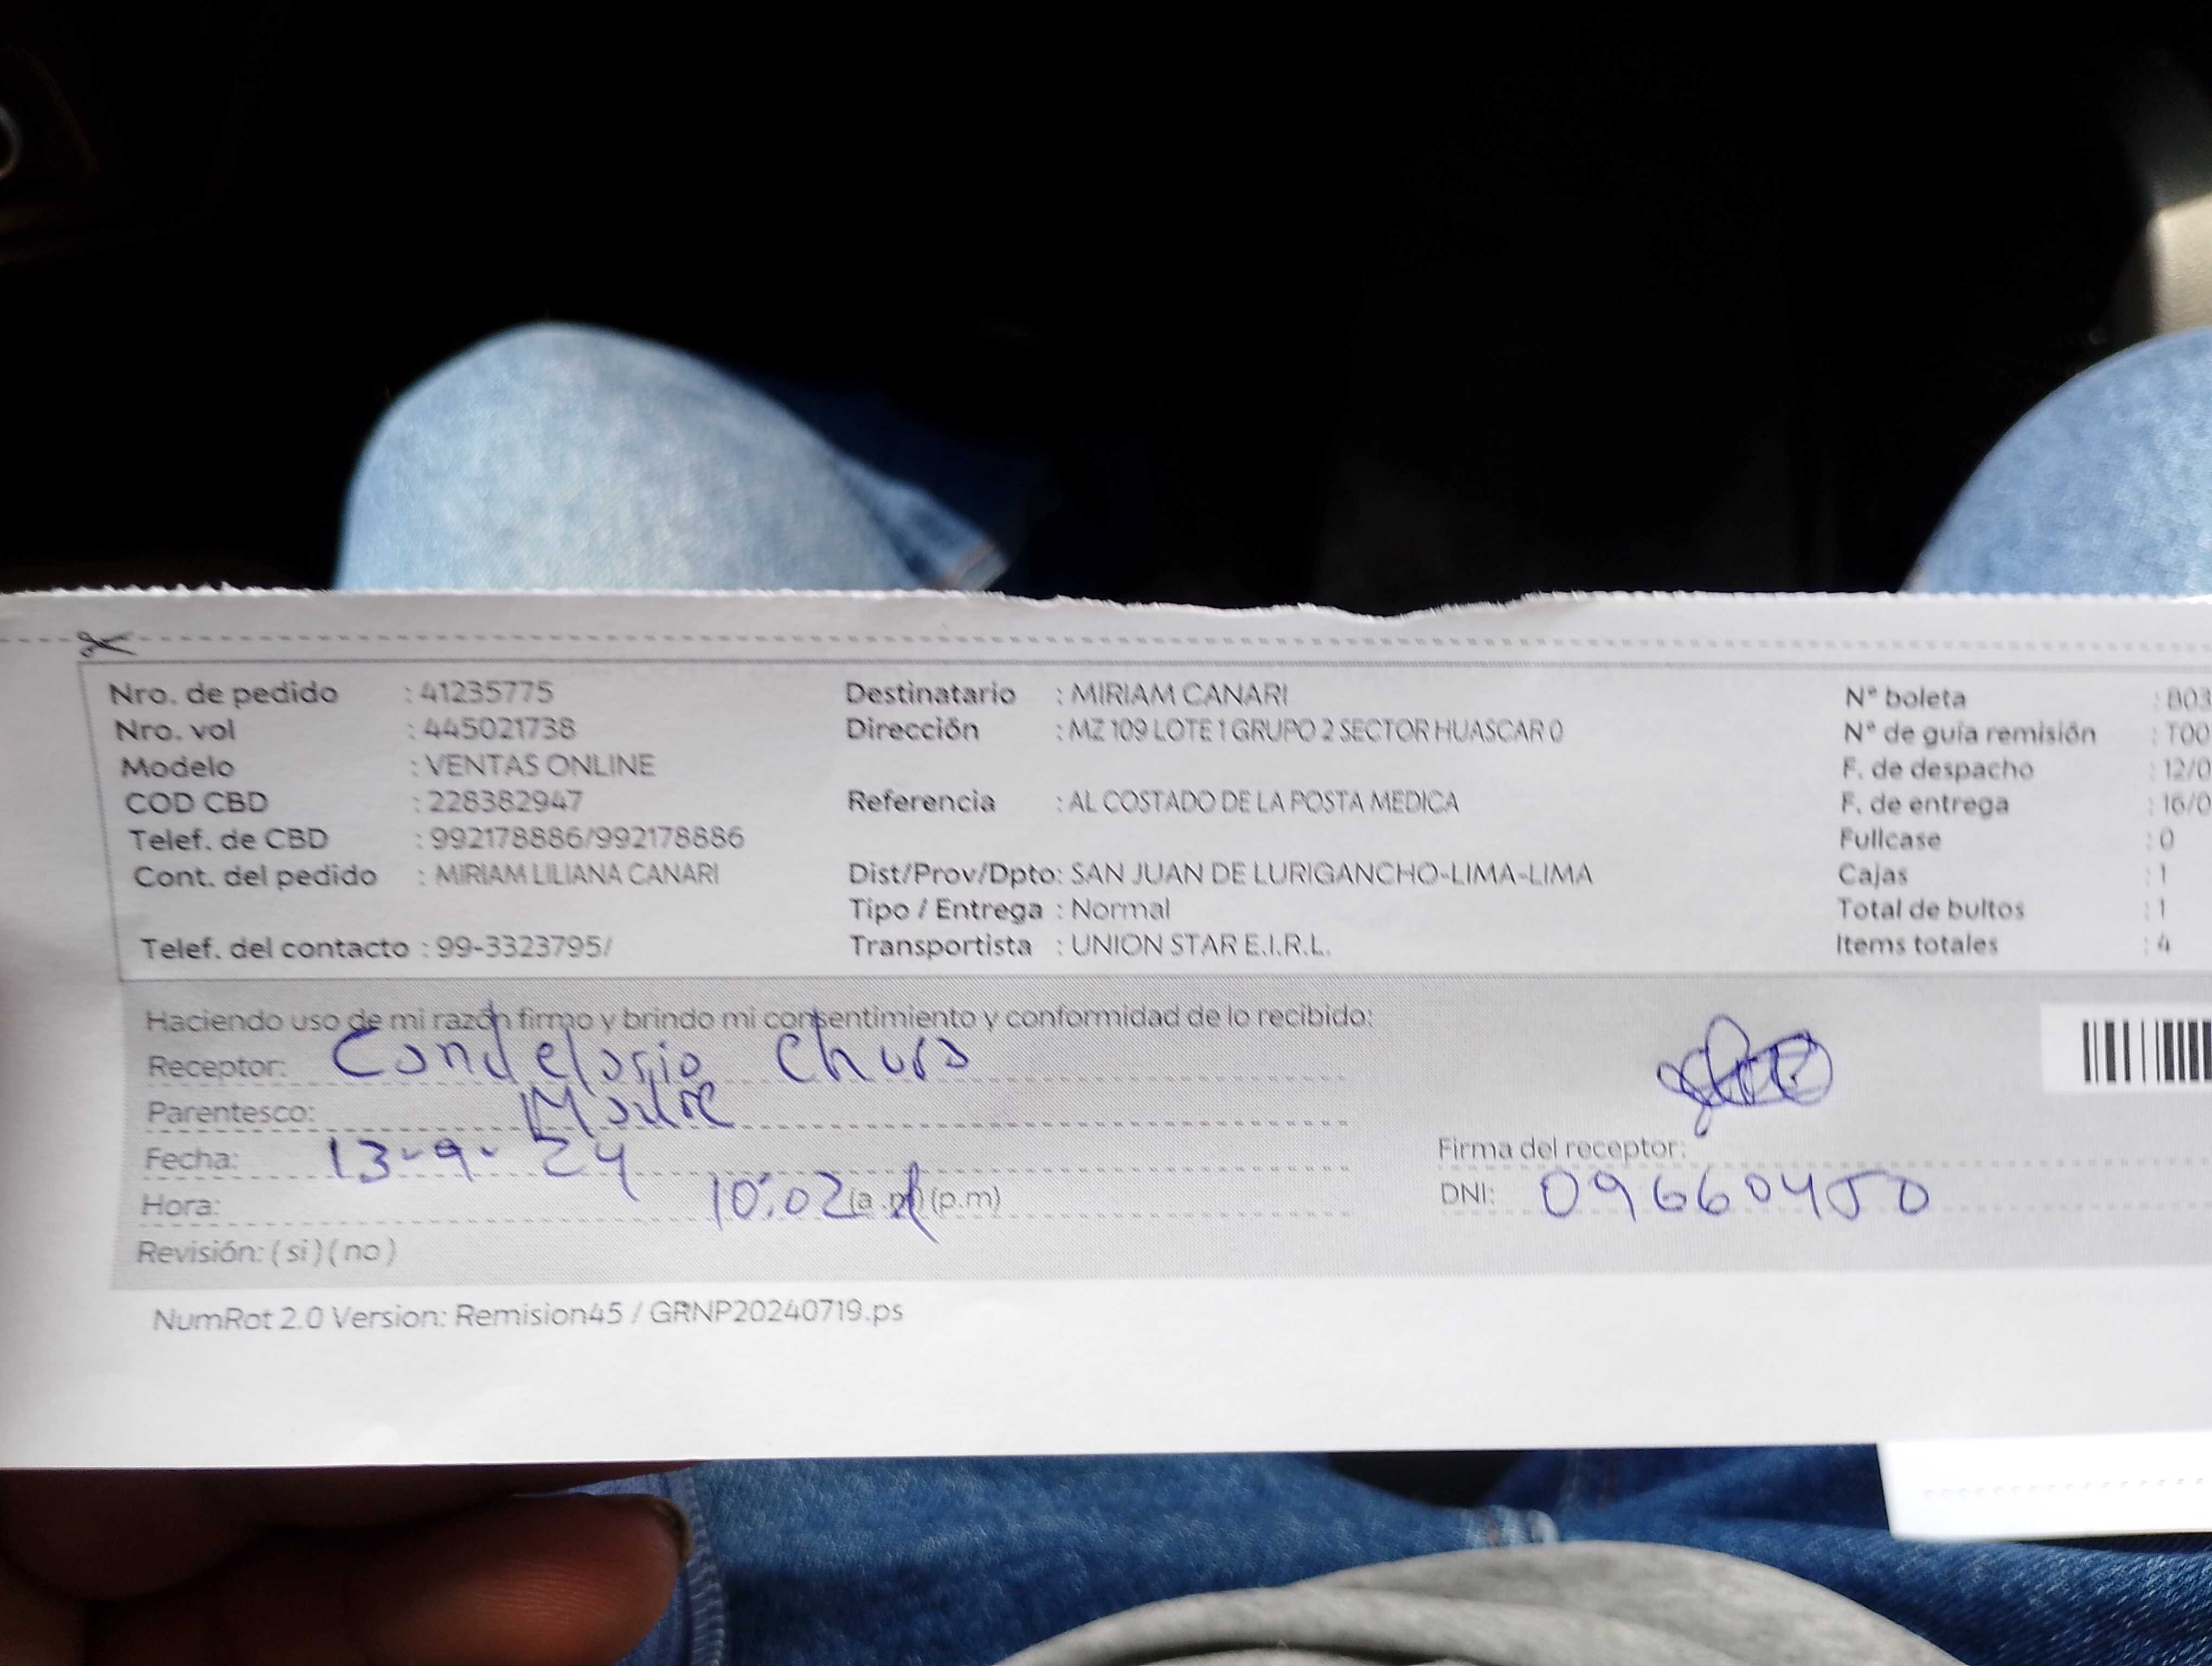 Nro. de pedido : 41235775 Destinatario : MIRIAM CANARI N° boleta : B03
Nro. vol : 445021738 Dirección : MZ 109 LOTE 1 GRUPO 2 SECTOR HUASCAR 0 N° de guía remisión : T00
Modelo : VENTAS ONLINE F. de despacho : 12/0
COD CBD : 228382947 Referencia : AL COSTADO DE LA POSTA MEDICA F. de entrega : 16/0
Telef. de CBD : 992178886/992178886 Fullcase : 0
Cont. del pedido : MIRIAM LILIANA CANARI Dist/Prov/Dpto: SAN JUAN DE LURIGANCHO-LIMA-LIMA Cajas : 1
Tipo / Entrega : Normal Total de bultos : 1
Telef. del contacto : 99-3323795/ Transportista : UNION STAR E.I.R.L. Items totales : 4
Haciendo uso de mi razón firmo y brindo mi consentimiento y conformidad de lo recibido:
Receptor: Candelaria Chura
Parentesco: Madre
Fecha: 13-9-24 Firma del receptor:
Hora: 10:02 (a.m) (p.m) DNI: 09660450
Revisión: ( si ) ( no )
NumRot 2.0 Version: Remision45 / GRNP20240719.ps